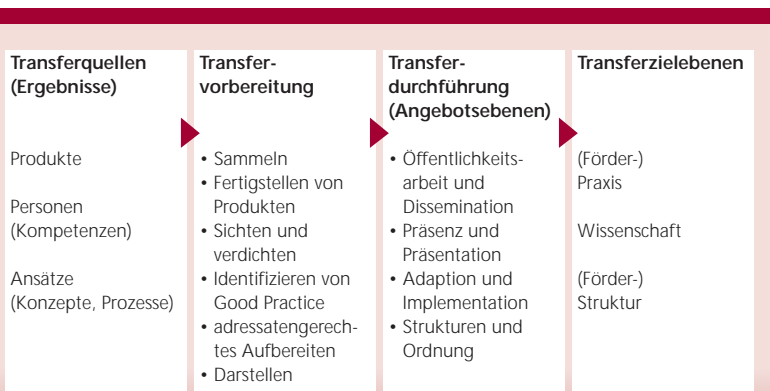 Transferquellen
(Ergebnisse)
Produkte
Personen
(Kompetenzen)
Ansätze
(Konzepte, Prozesse)
Transfer-
vorbereitung
• Sammeln
• Fertigstellen von
Produkten
• Sichten und
verdichten
• Identifizieren von
Good Practice
• adressatengerech-
tes Aufbereiten
• Darstellen
Transfer-
durchführung
(Angebotsebenen)
• Öffentlichkeits-
arbeit und
Dissemination
• Präsenz und
Präsentation
• Adaption und
Implementation
• Strukturen und
Ordnung
Transferzielebenen
(Förder-)
Praxis
Wissenschaft
(Förder-)
Struktur